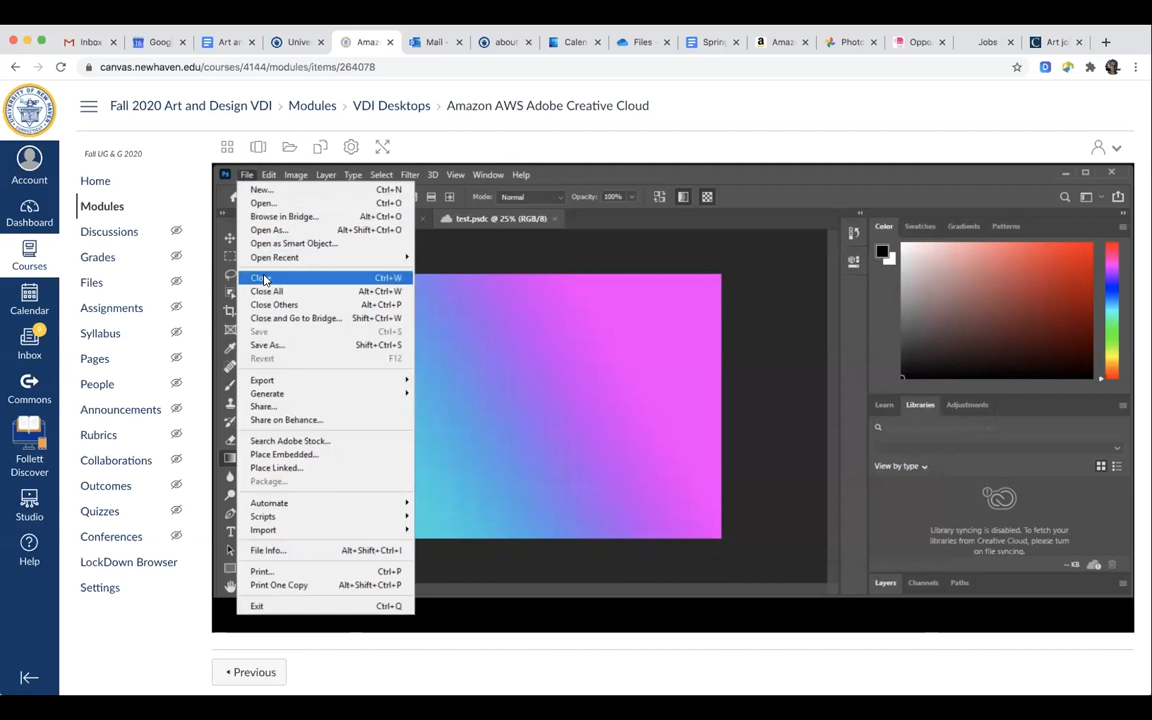 Inbox
Goog
Art ar
Unive
Amaz
Mail -
about
Calen
Files -
Spring
Amaz
Photo
Oppo
Jobs
Art jo
canvas.newhaven.edu/courses/4144/modules/items/264078
Fall 2020 Art and Design VDI › Modules › VDI Desktops › Amazon AWS Adobe Creative Cloud
Account
Dashboard
Courses
Calendar
9
Inbox
Commons
Follett
Discover
Studio
Help
Fall UG & G 2020
Home
Modules
Discussions
Grades
Files
Assignments
Syllabus
Pages
People
Announcements
Rubrics
Collaborations
Outcomes
Quizzes
Conferences
LockDown Browser
Settings
Ps File Edit Image Layer Type Select Filter 3D View Window Help
Mode: Normal Opacity: 100%
test.psdc @ 25% (RGB/8)
New... Ctrl+N
Open... Ctrl+O
Browse in Bridge... Alt+Ctrl+O
Open As... Alt+Shift+Ctrl+O
Open as Smart Object...
Open Recent
Close Ctrl+W
Close All Alt+Ctrl+W
Close Others Alt+Ctrl+P
Close and Go to Bridge... Shift+Ctrl+W
Save Ctrl+S
Save As... Shift+Ctrl+S
Revert F12
Export
Generate
Share...
Share on Behance...
Search Adobe Stock...
Place Embedded...
Place Linked...
Package...
Automate
Scripts
Import
File Info... Alt+Shift+Ctrl+I
Print... Ctrl+P
Print One Copy Alt+Shift+Ctrl+P
Exit Ctrl+Q
Color Swatches Gradients Patterns
Learn Libraries Adjustments
View by type
Library syncing is disabled. To fetch your
libraries from Creative Cloud, please turn
on file syncing.
-- KB
Layers Channels Paths
Previous